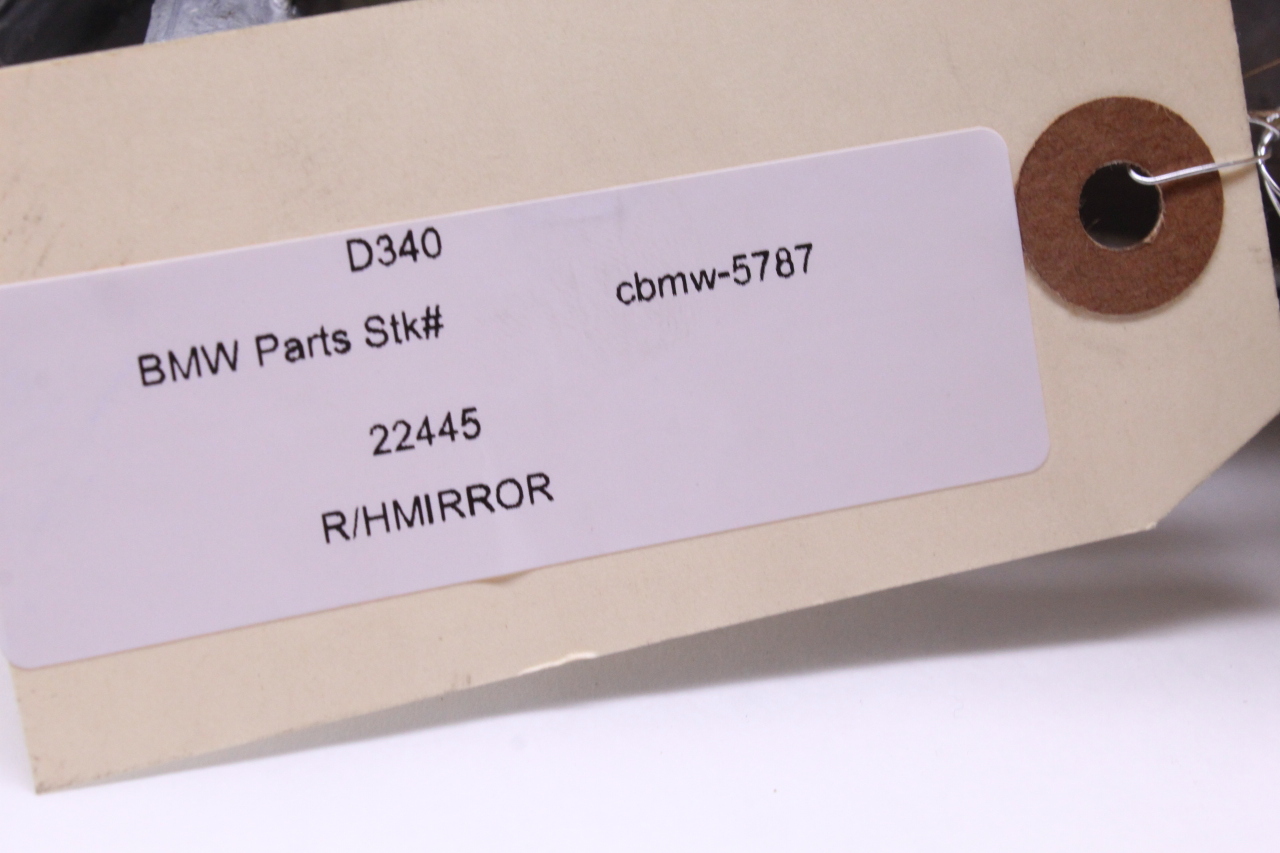 D340
cbmw-5787
BMW Parts Stk#
22445
R/HMIRROR